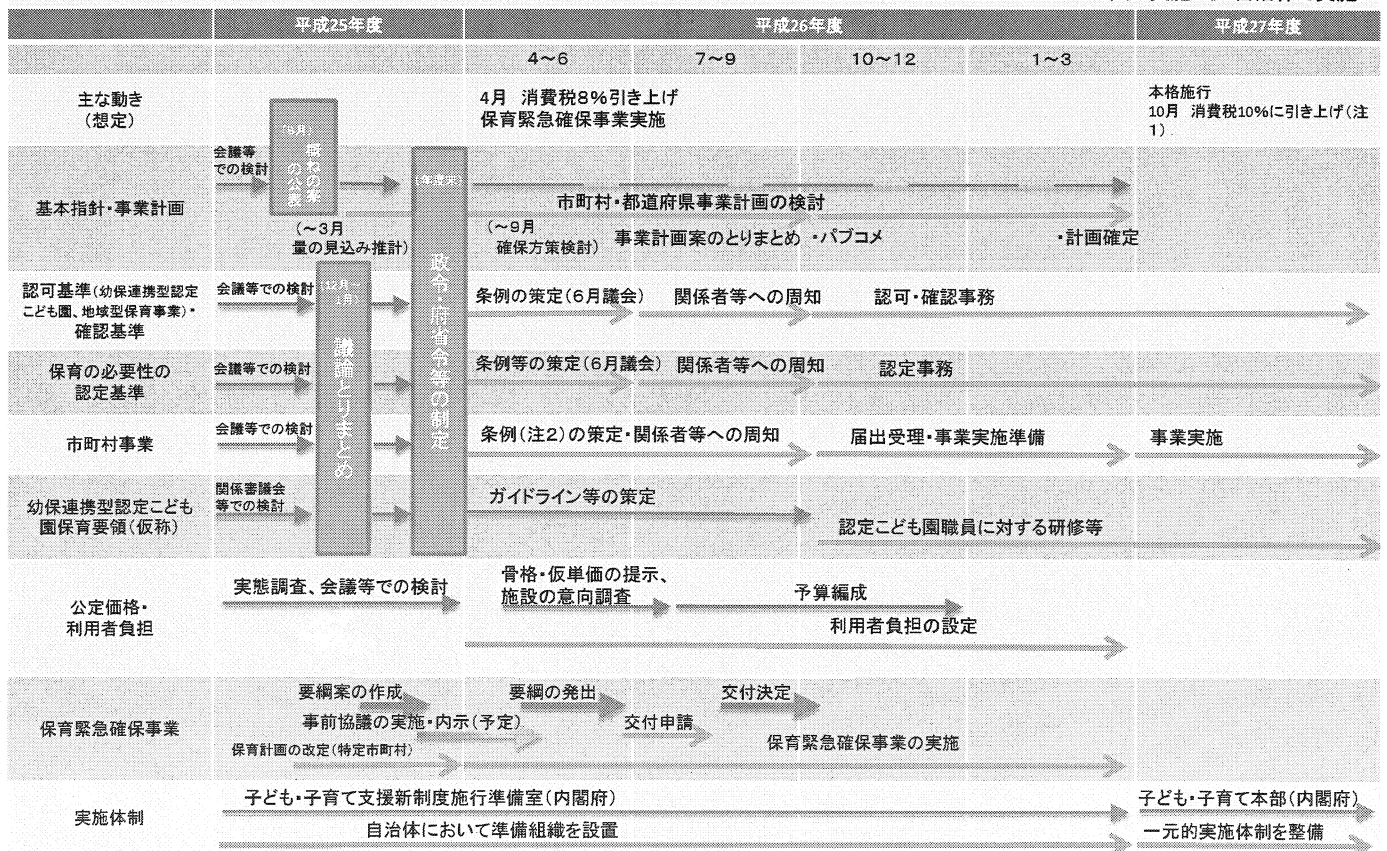 平成25年度
平成26年度
平成27年度
4～6
7～9
10～12
1～3
主な動き
(想定)
4月 消費税8%引き上げ
保育緊急確保事業実施
本格施行
10月 消費税10%に引き上げ(注
1)
基本指針・事業計画
会議等
での検討
(～3月
量の見込み推計)
市町村・都道府県事業計画の検討
(～9月
確保方策検討)
事業計画案のとりまとめ
・パブコメ
・計画確定
政令・府省令等の制定
議論とりまとめ
認可基準(幼保連携型認定
こども園、地域型保育事業)・
確認基準
会議等での検討
条例の策定(6月議会)
関係者等への周知
認可・確認事務
保育の必要性の
認定基準
会議等での検討
条例等の策定(6月議会)
関係者等への周知
認定事務
市町村事業
会議等での検討
条例(注2)の策定・関係者等への周知
届出受理・事業実施準備
事業実施
幼保連携型認定こども
園保育要領(仮称)
関係審議会
等での検討
ガイドライン等の策定
認定こども園職員に対する研修等
公定価格・
利用者負担
実態調査、会議等での検討
骨格・仮単価の提示、
施設の意向調査
予算編成
利用者負担の設定
保育緊急確保事業
要綱案の作成
要綱の発出
交付決定
事前協議の実施・内示(予定)
交付申請
保育計画の改定(特定市町村)
保育緊急確保事業の実施
実施体制
子ども・子育て支援新制度施行準備室(内閣府)
子ども・子育て本部(内閣府)
自治体において準備組織を設置
一元的実施体制を整備